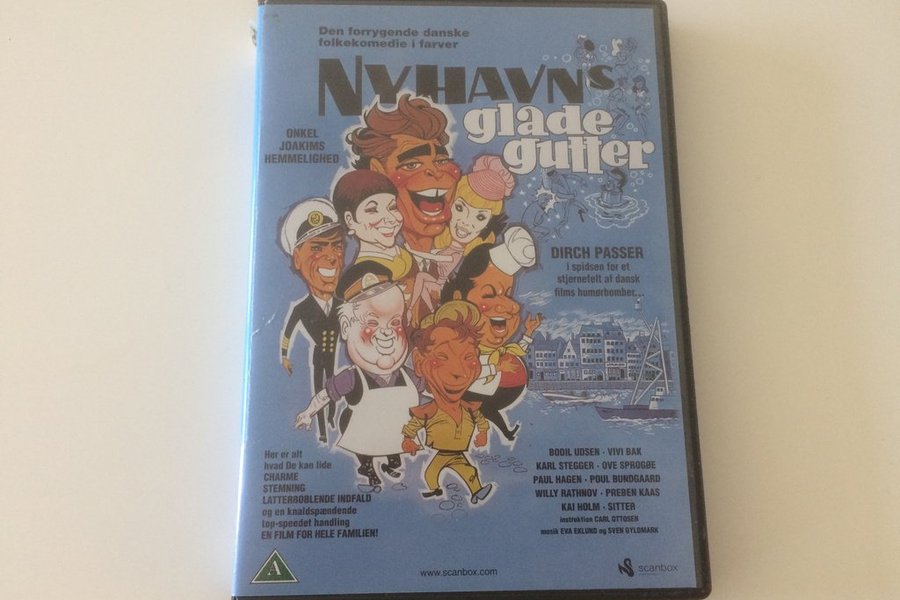 Den forrygende danske
folkekomedie i farver
NYHAVNS
glade
gutter
ONKEL
JOAKIMS
HEMMELIGHED
DIRCH PASSER
i spidsen for et
stjernefelt af dansk
films humørbomber...
Her er alt
hvad De kan lide
CHARME
STEMNING
LATTERBOBLENDE INDFALD
og en knaldspændende
top-speedet handling
EN FILM FOR HELE FAMILIEN!
BODIL UDSEN · VIVI BAK
KARL STEGGER · OVE SPROGØE
PAUL HAGEN · POUL BUNDGAARD
WILLY RATHNOV · PREBEN KAAS
KAI HOLM · SITTER
instruktion CARL OTTOSEN
musik EVA EKLUND og SVEN GYLDMARK
A
www.scanbox.com
scanbox